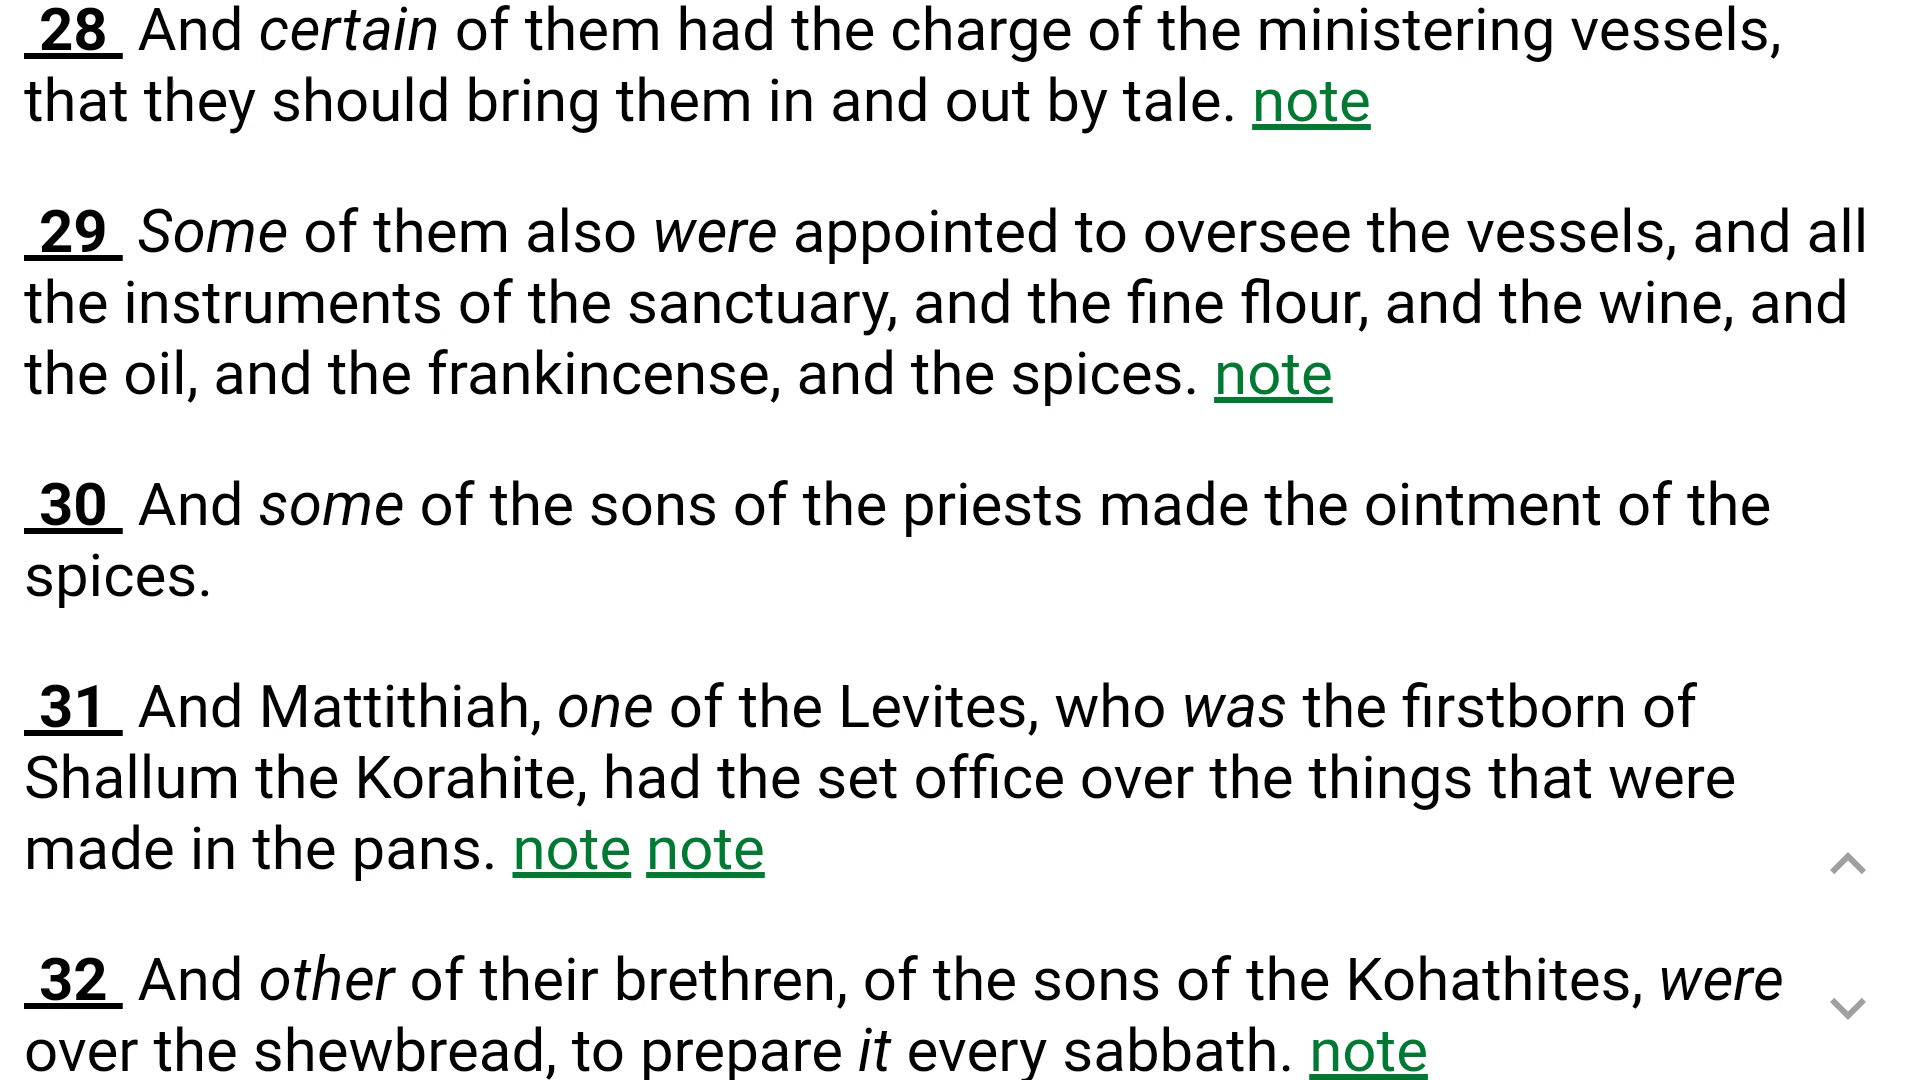 28 And certain of them had the charge of the ministering vessels,
that they should bring them in and out by tale. note
29 Some of them also were appointed to oversee the vessels, and all
the instruments of the sanctuary, and the fine flour, and the wine, and
the oil, and the frankincense, and the spices. note
30 And some of the sons of the priests made the ointment of the
spices.
31 And Mattithiah, one of the Levites, who was the firstborn of
Shallum the Korahite, had the set office over the things that were
made in the pans. note note
32 And other of their brethren, of the sons of the Kohathites, were
over the shewbread, to prepare it every sabbath. note